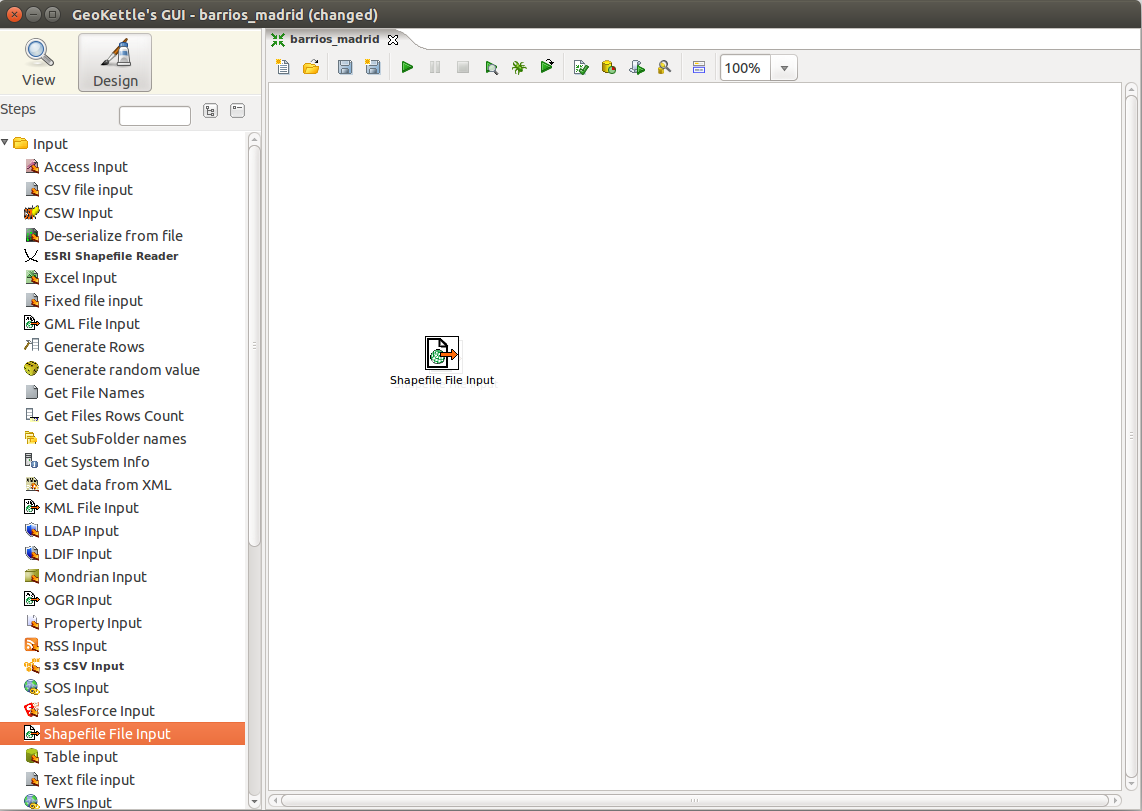 GeoKettle's GUI - barrios_madrid (changed)
View
Design
barrios_madrid
100%
Steps
Input
Access Input
CSV file input
CSW Input
De-serialize from file
ESRI Shapefile Reader
Excel Input
Fixed file input
GML File Input
Generate Rows
Generate random value
Get File Names
Get Files Rows Count
Get SubFolder names
Get System Info
Get data from XML
KML File Input
LDAP Input
LDIF Input
Mondrian Input
OGR Input
Property Input
RSS Input
S3 CSV Input
SOS Input
SalesForce Input
Shapefile File Input
Table input
Text file input
WFS Input
Shapefile File Input